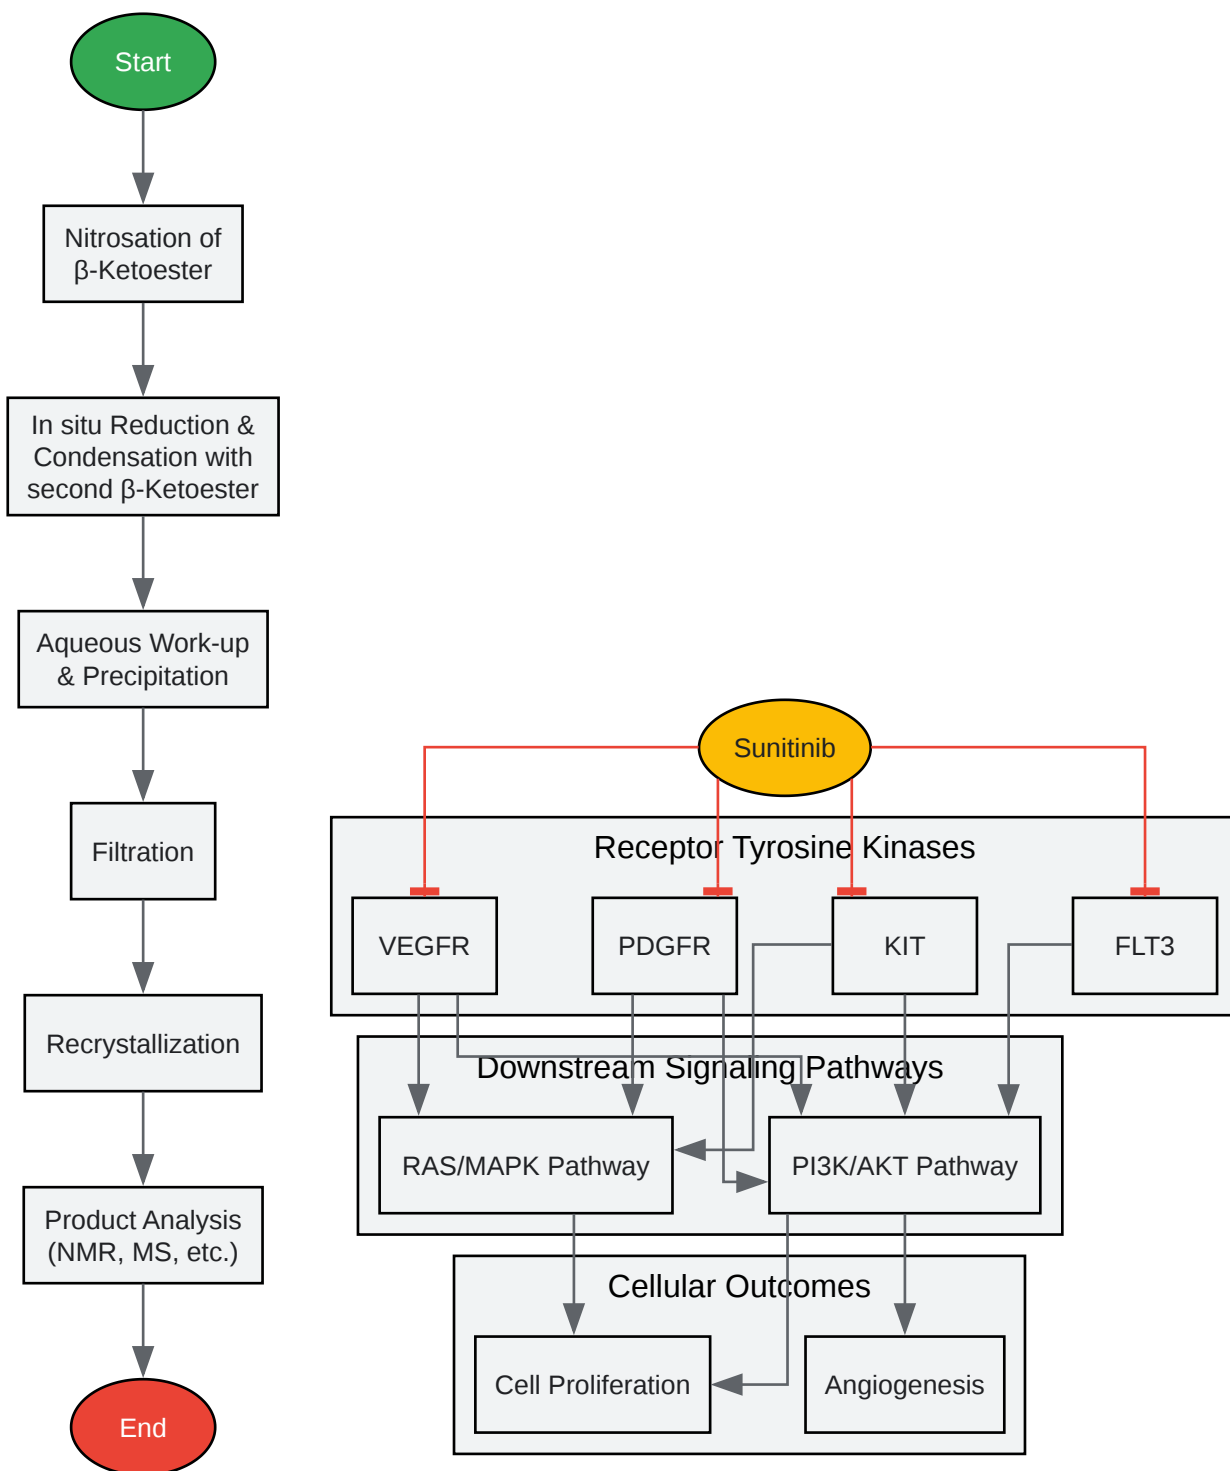 Start
Nitrosation of
β-Ketoester
In situ Reduction &
Condensation with
second β-Ketoester
Aqueous Work-up
& Precipitation
Filtration
Recrystallization
Product Analysis
(NMR, MS, etc.)
End
Sunitinib
Receptor Tyrosine Kinases
VEGFR
PDGFR
KIT
FLT3
Downstream Signaling Pathways
RAS/MAPK Pathway
PI3K/AKT Pathway
Cellular Outcomes
Cell Proliferation
Angiogenesis